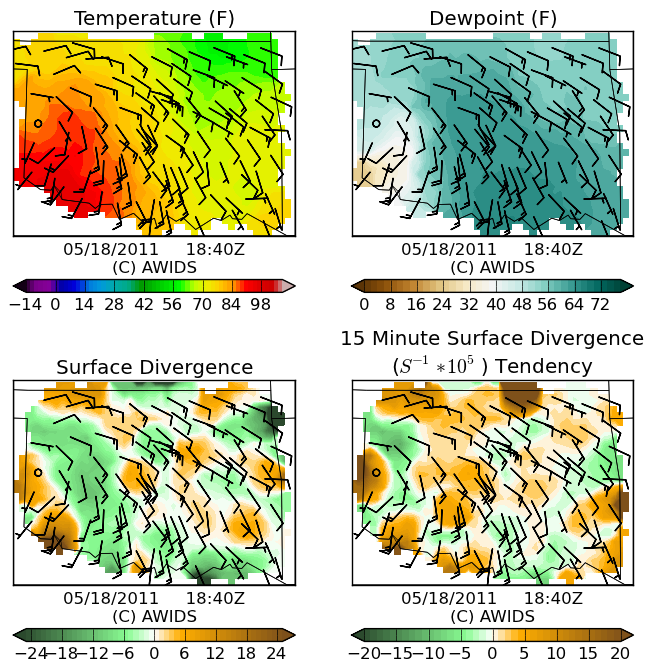 Temperature (F)
Dewpoint (F)
05/18/2011 18:40Z
(C) AWIDS
05/18/2011 18:40Z
(C) AWIDS
−14 0 14 28 42 56 70 84 98
0 8 16 24 32 40 48 56 64 72
Surface Divergence
15 Minute Surface Divergence
(S⁻¹ *10⁵ ) Tendency
05/18/2011 18:40Z
(C) AWIDS
05/18/2011 18:40Z
(C) AWIDS
−24 −18 −12 −6 0 6 12 18 24
−20 −15 −10 −5 0 5 10 15 20